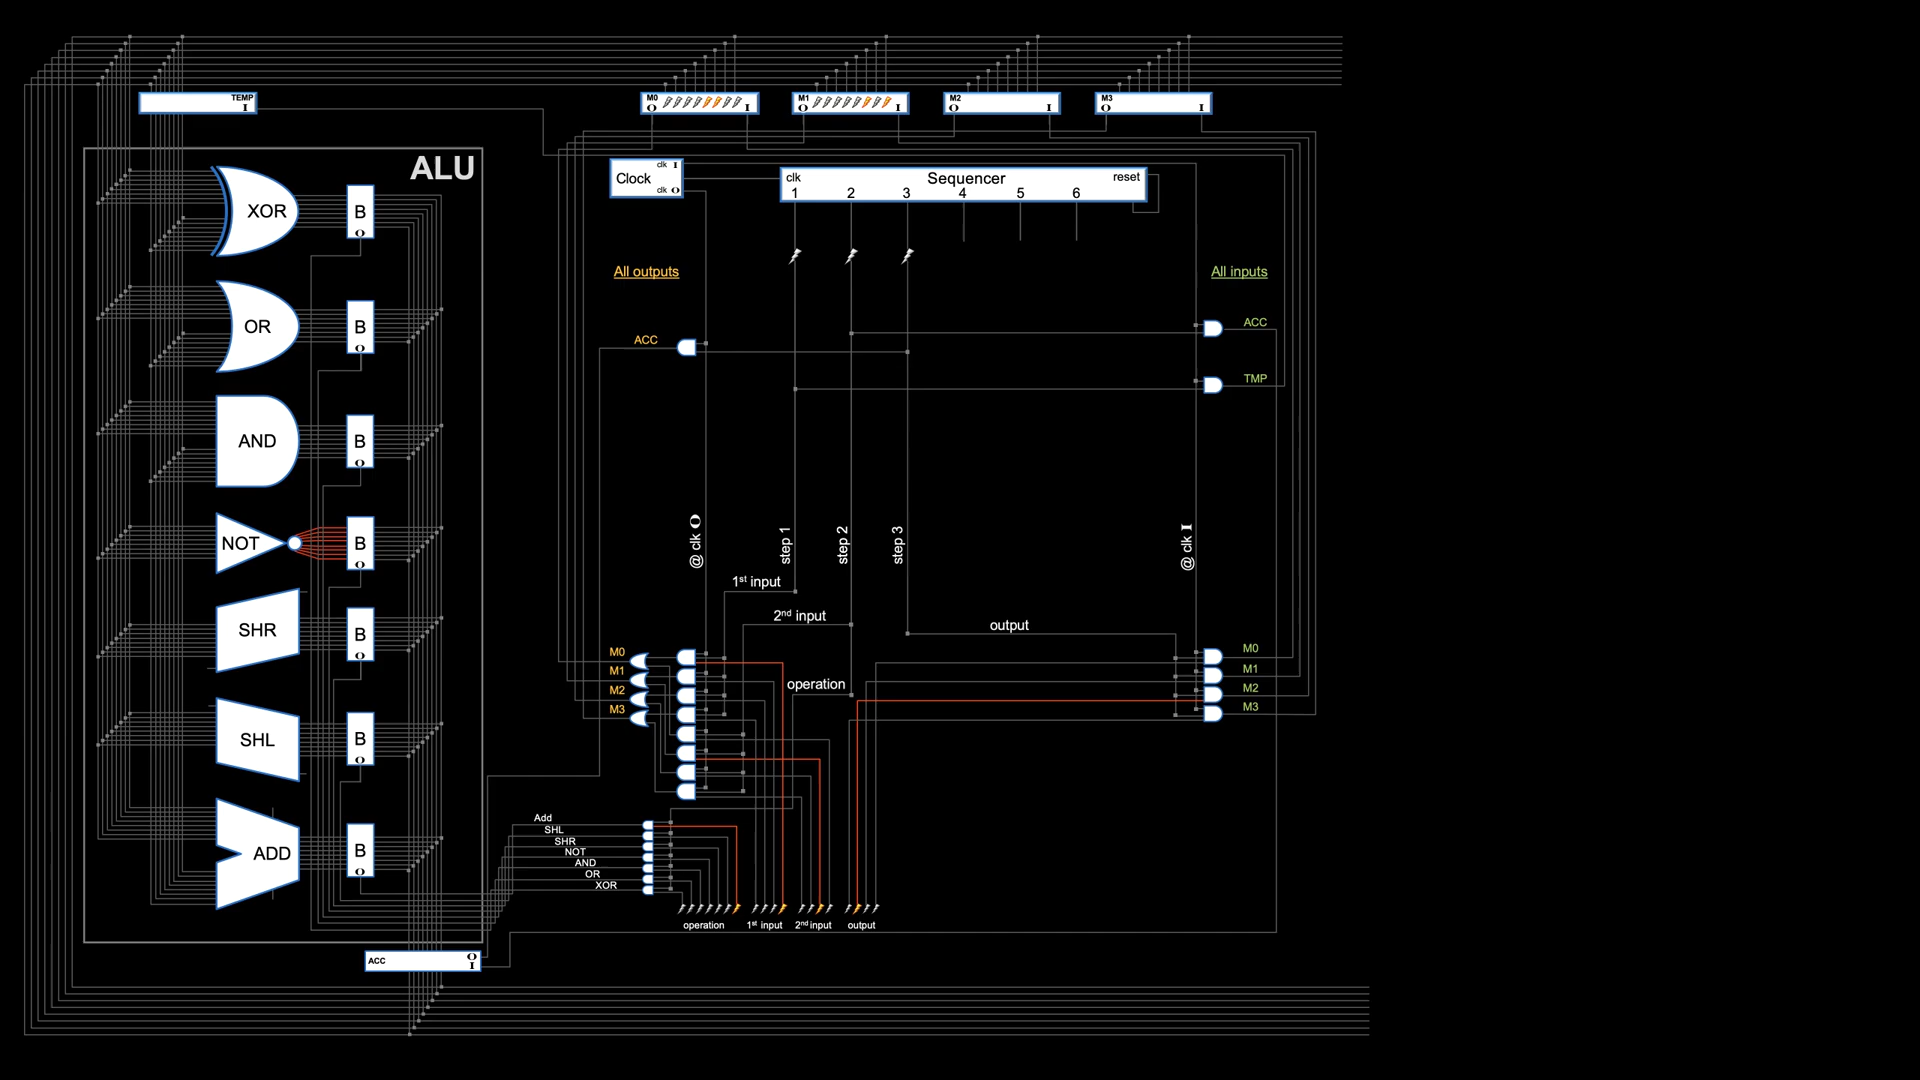 TEMP
I
M0
O I
M1
O I
M2
O I
M3
O I
ALU
Clock
clk I
clk O
clk Sequencer reset
1 2 3 4 5 6
XOR
B
O
OR
B
O
AND
B
O
NOT
B
O
SHR
B
O
SHL
B
O
ADD
B
O
All outputs
All inputs
ACC
ACC
TMP
@ clk O
step 1
step 2
step 3
@ clk I
1st input
2nd input
output
operation
M0
M1
M2
M3
M0
M1
M2
M3
Add
SHL
SHR
NOT
AND
OR
XOR
operation 1st input 2nd input output
ACC
O
I